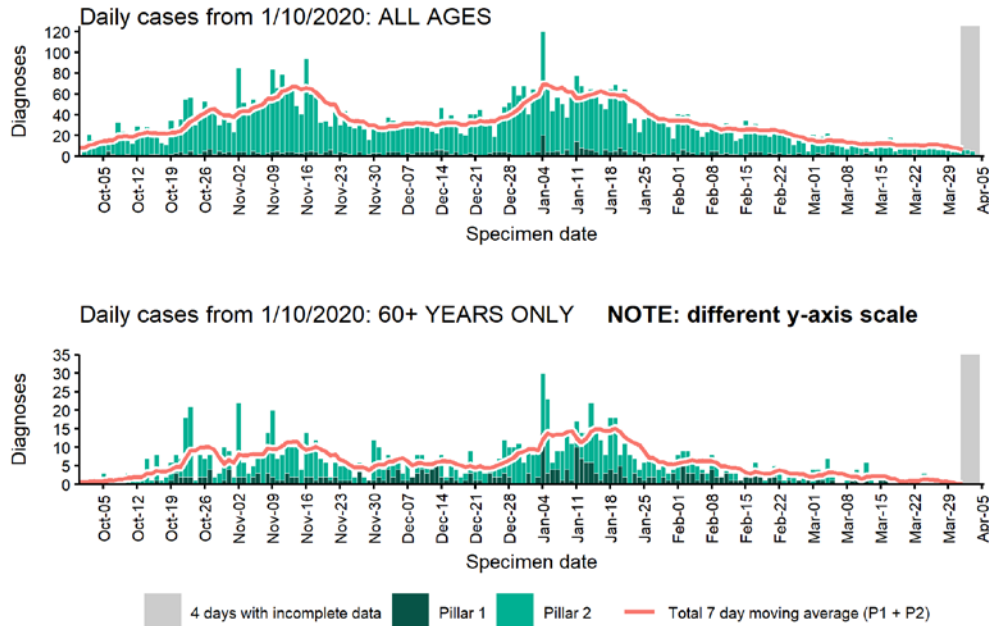 Daily cases from 1/10/2020: ALL AGES
Diagnoses
120
100
80
60
40
20
0
Oct-05
Oct-12
Oct-19
Oct-26
Nov-02
Nov-09
Nov-16
Nov-23
Nov-30
Dec-07
Dec-14
Dec-21
Dec-28
Jan-04
Jan-11
Jan-18
Jan-25
Feb-01
Feb-08
Feb-15
Feb-22
Mar-01
Mar-08
Mar-15
Mar-22
Mar-29
Apr-05
Specimen date
Daily cases from 1/10/2020: 60+ YEARS ONLY NOTE: different y-axis scale
Diagnoses
35
30
25
20
15
10
5
0
Oct-05
Oct-12
Oct-19
Oct-26
Nov-02
Nov-09
Nov-16
Nov-23
Nov-30
Dec-07
Dec-14
Dec-21
Dec-28
Jan-04
Jan-11
Jan-18
Jan-25
Feb-01
Feb-08
Feb-15
Feb-22
Mar-01
Mar-08
Mar-15
Mar-22
Mar-29
Apr-05
Specimen date
4 days with incomplete data Pillar 1 Pillar 2 Total 7 day moving average (P1 + P2)